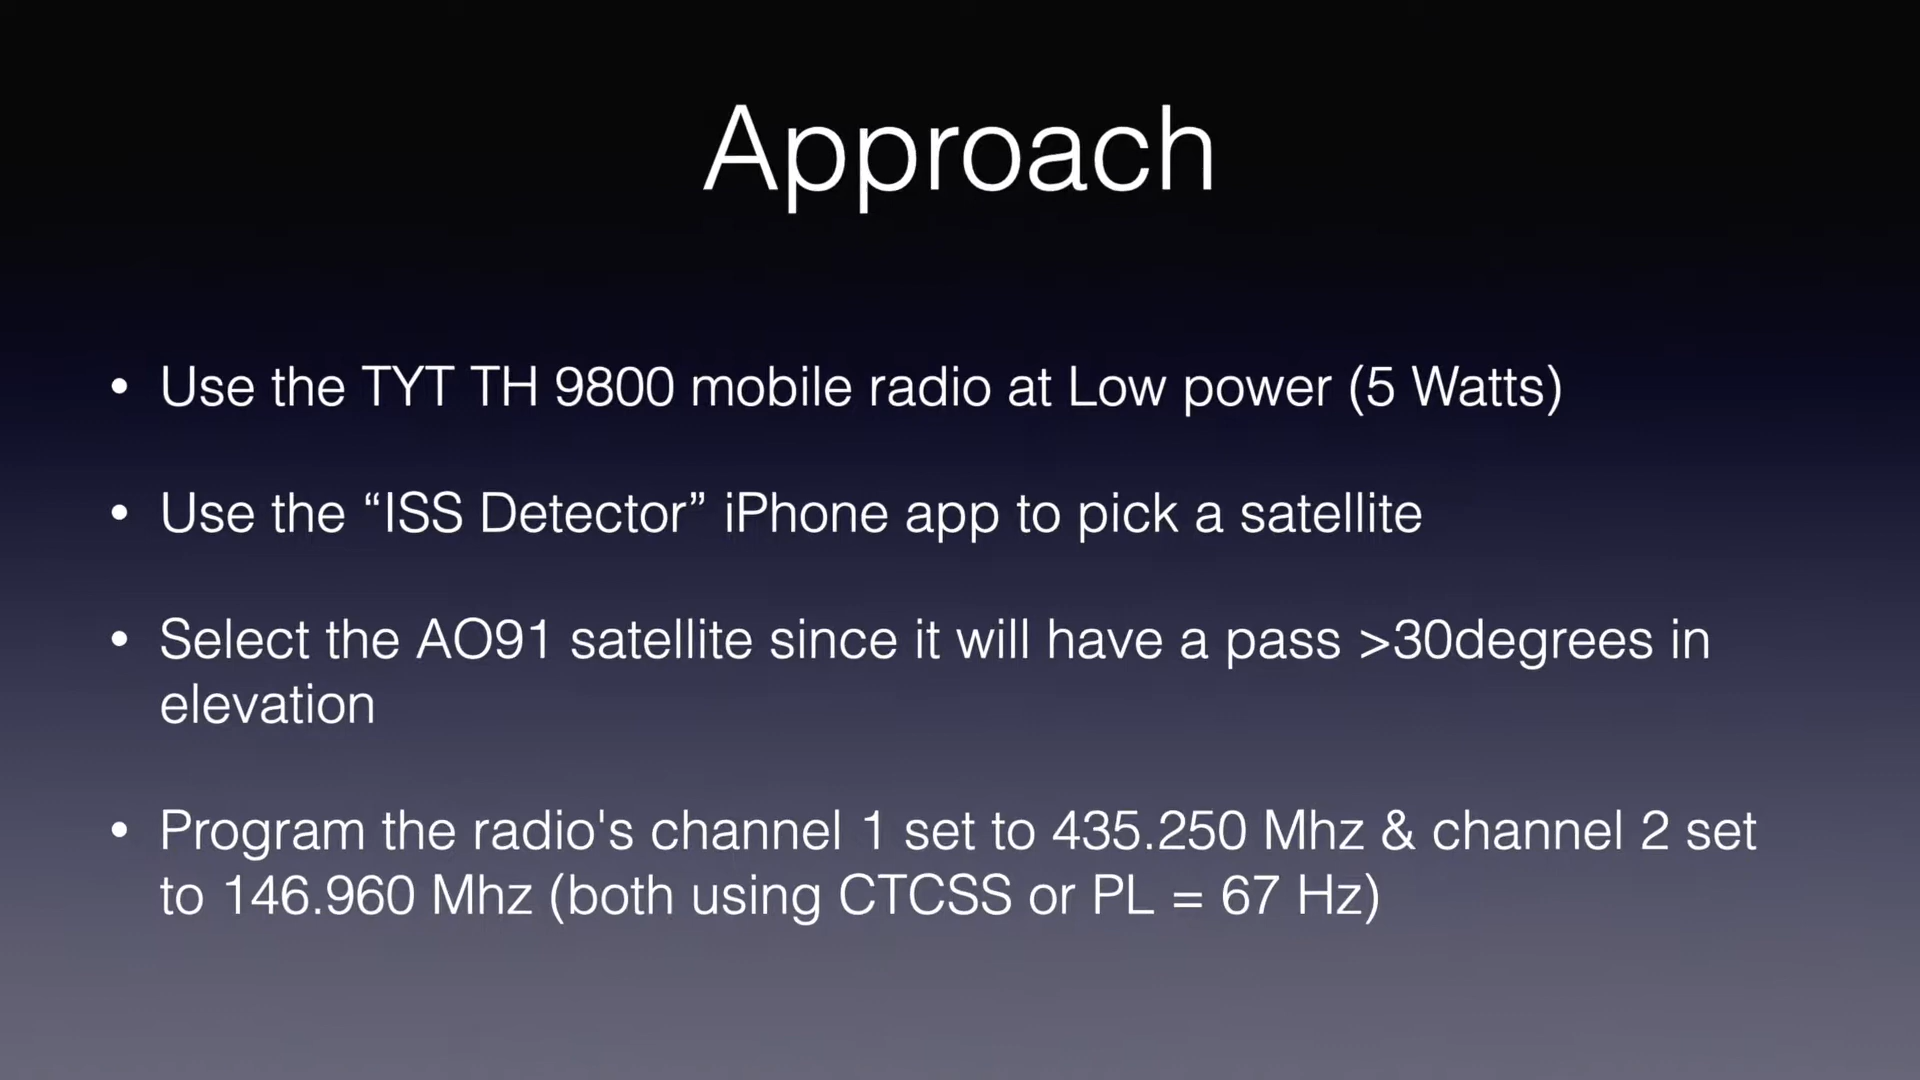 Approach
• Use the TYT TH 9800 mobile radio at Low power (5 Watts)
• Use the “ISS Detector” iPhone app to pick a satellite
• Select the AO91 satellite since it will have a pass >30degrees in
elevation
• Program the radio's channel 1 set to 435.250 Mhz & channel 2 set
to 146.960 Mhz (both using CTCSS or PL = 67 Hz)